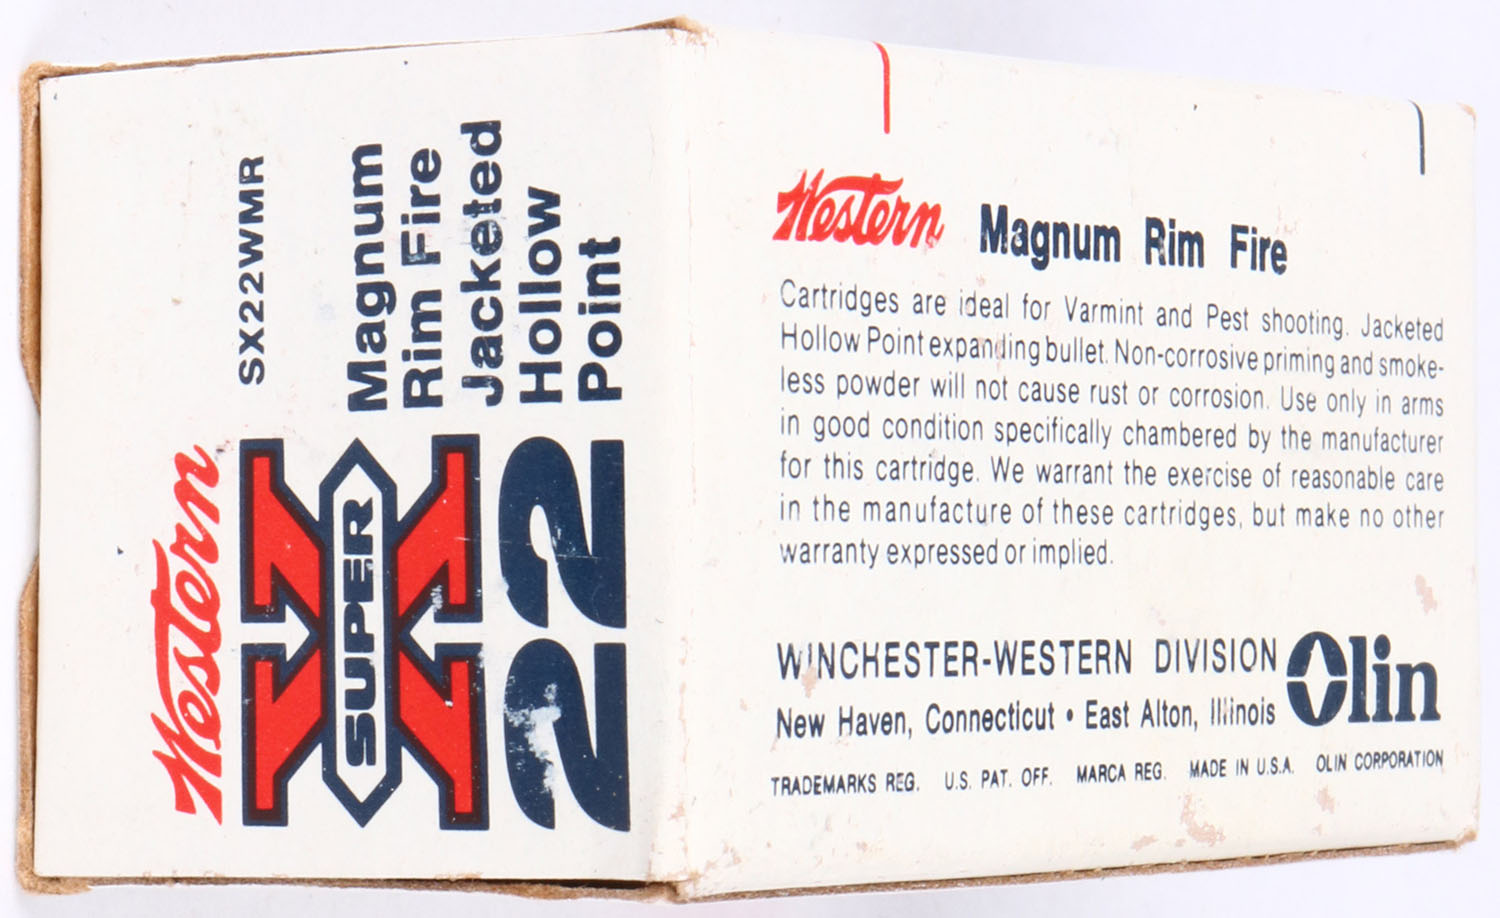 Western
SUPER X
22
SX22WMR
Magnum
Rim Fire
Jacketed
Hollow
Point
Western Magnum Rim Fire
Cartridges are ideal for Varmint and Pest shooting. Jacketed
Hollow Point expanding bullet. Non-corrosive priming and smoke-
less powder will not cause rust or corrosion. Use only in arms
in good condition specifically chambered by the manufacturer
for this cartridge. We warrant the exercise of reasonable care
in the manufacture of these cartridges, but make no other
warranty expressed or implied.
WINCHESTER-WESTERN DIVISION Olin
New Haven, Connecticut • East Alton, Illinois
TRADEMARKS REG. U.S. PAT. OFF. MARCA REG. MADE IN U.S.A. OLIN CORPORATION